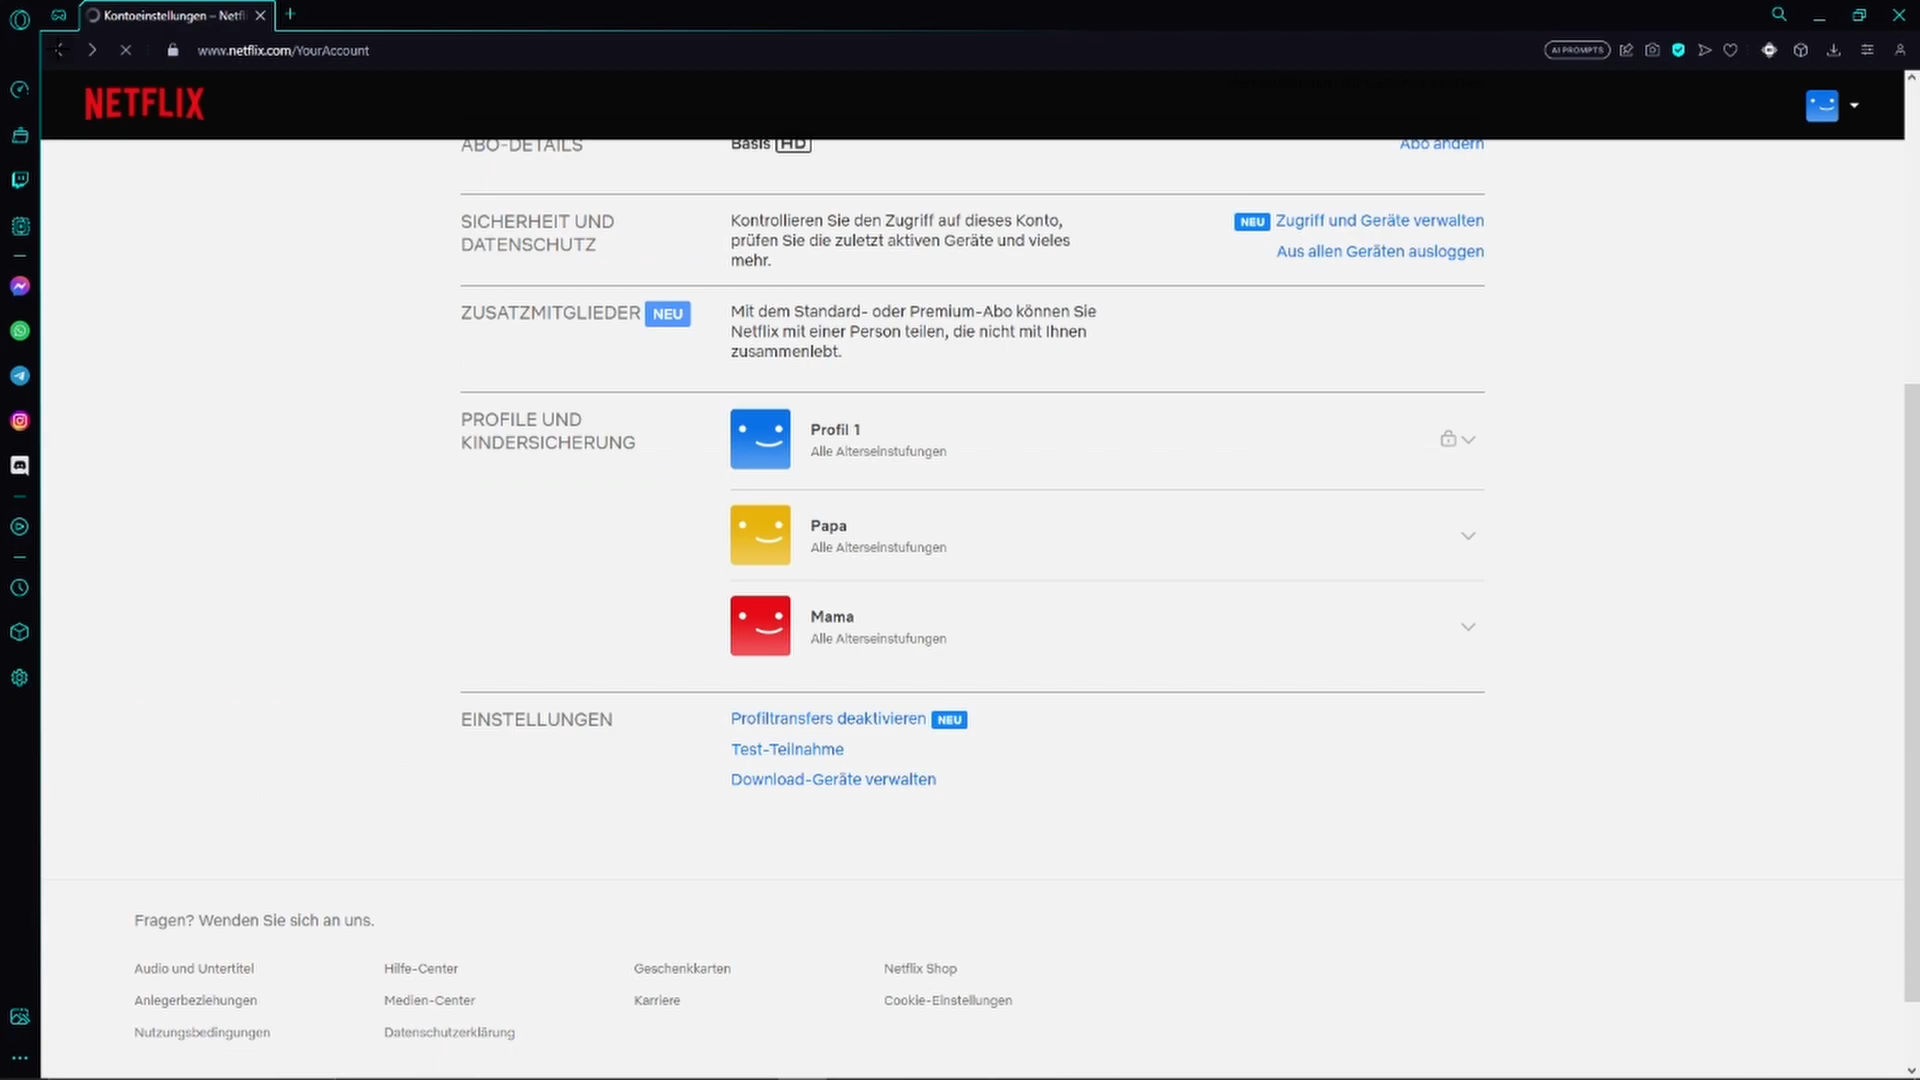 Kontoeinstellungen – Netfl
www.netflix.com/YourAccount
AI PROMPTS
NETFLIX
ABO-DETAILS
Basis HD
Abo ändern
SICHERHEIT UND
DATENSCHUTZ
Kontrollieren Sie den Zugriff auf dieses Konto,
prüfen Sie die zuletzt aktiven Geräte und vieles
mehr.
NEU Zugriff und Geräte verwalten
Aus allen Geräten ausloggen
ZUSATZMITGLIEDER NEU
Mit dem Standard- oder Premium-Abo können Sie
Netflix mit einer Person teilen, die nicht mit Ihnen
zusammenlebt.
PROFILE UND
KINDERSICHERUNG
Profil 1
Alle Alterseinstufungen
Papa
Alle Alterseinstufungen
Mama
Alle Alterseinstufungen
EINSTELLUNGEN
Profiltransfers deaktivieren NEU
Test-Teilnahme
Download-Geräte verwalten
Fragen? Wenden Sie sich an uns.
Audio und Untertitel
Hilfe-Center
Geschenkkarten
Netflix Shop
Anlegerbeziehungen
Medien-Center
Karriere
Cookie-Einstellungen
Nutzungsbedingungen
Datenschutzerklärung